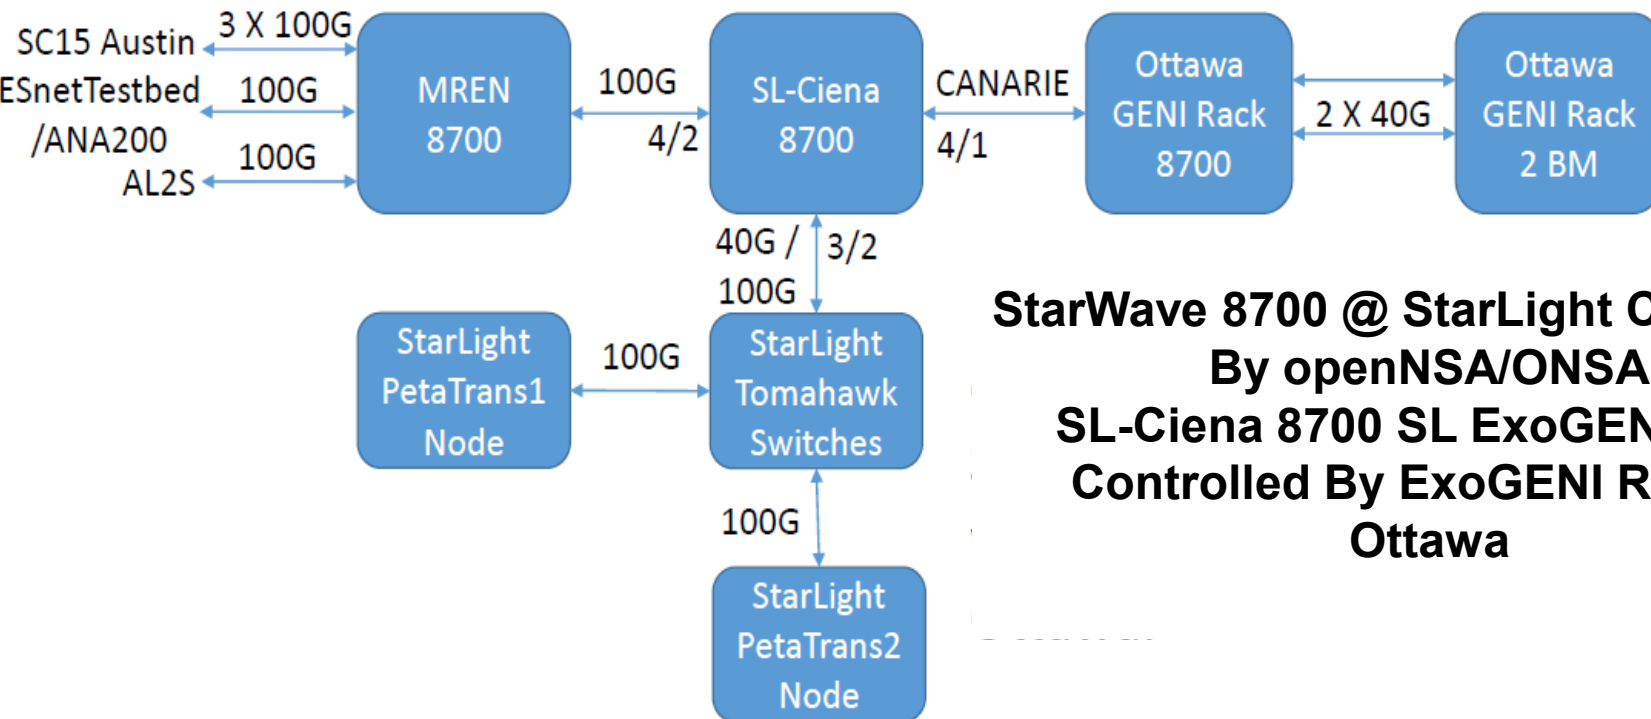 SC15 Austin
3 X 100G
ESnetTestbed
/ANA200
100G
AL2S
100G
MREN
8700
100G
4/2
SL-Ciena
8700
CANARIE
4/1
Ottawa
GENI Rack
8700
2 X 40G
Ottawa
GENI Rack
2 BM
40G /
100G
3/2
StarLight
PetaTrans1
Node
100G
StarLight
Tomahawk
Switches
100G
StarLight
PetaTrans2
Node
StarWave 8700 @ StarLight
By openNSA/ONSA
SL-Ciena 8700 SL
Controlled By ExoGENI
Ottawa